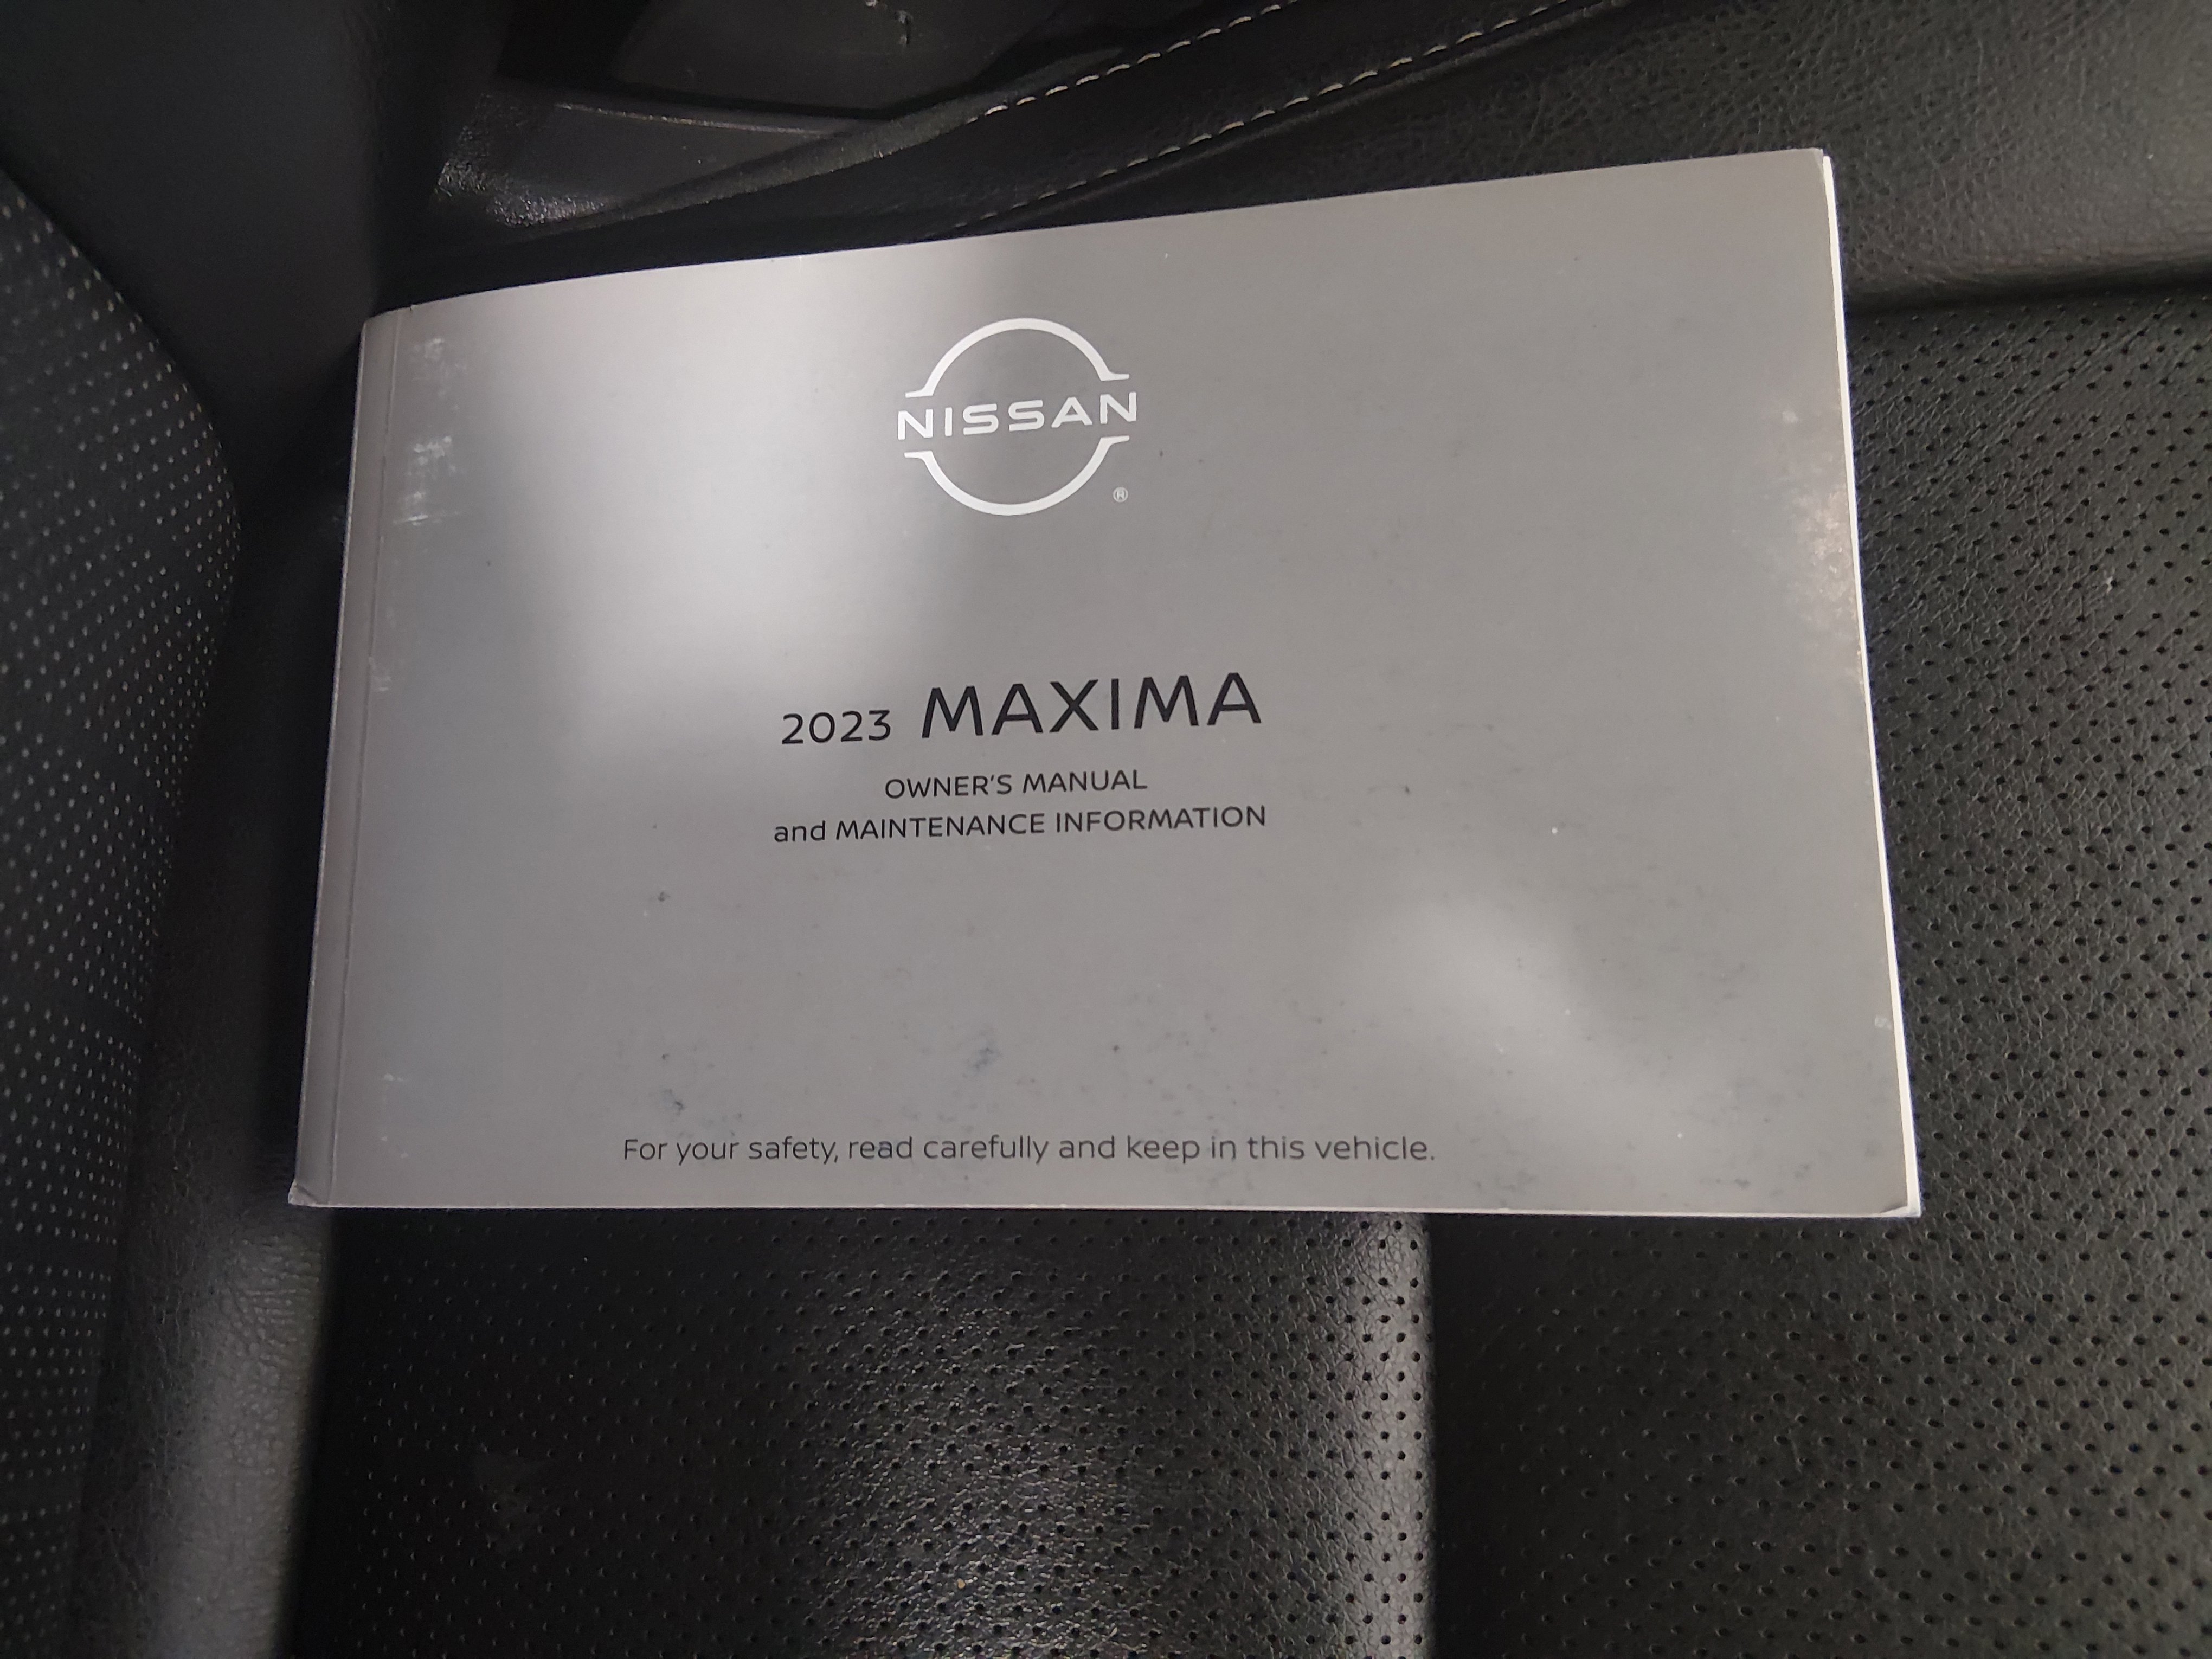 NISSAN
®
2023 MAXIMA
OWNER'S MANUAL
and MAINTENANCE INFORMATION
For your safety, read carefully and keep in this vehicle.